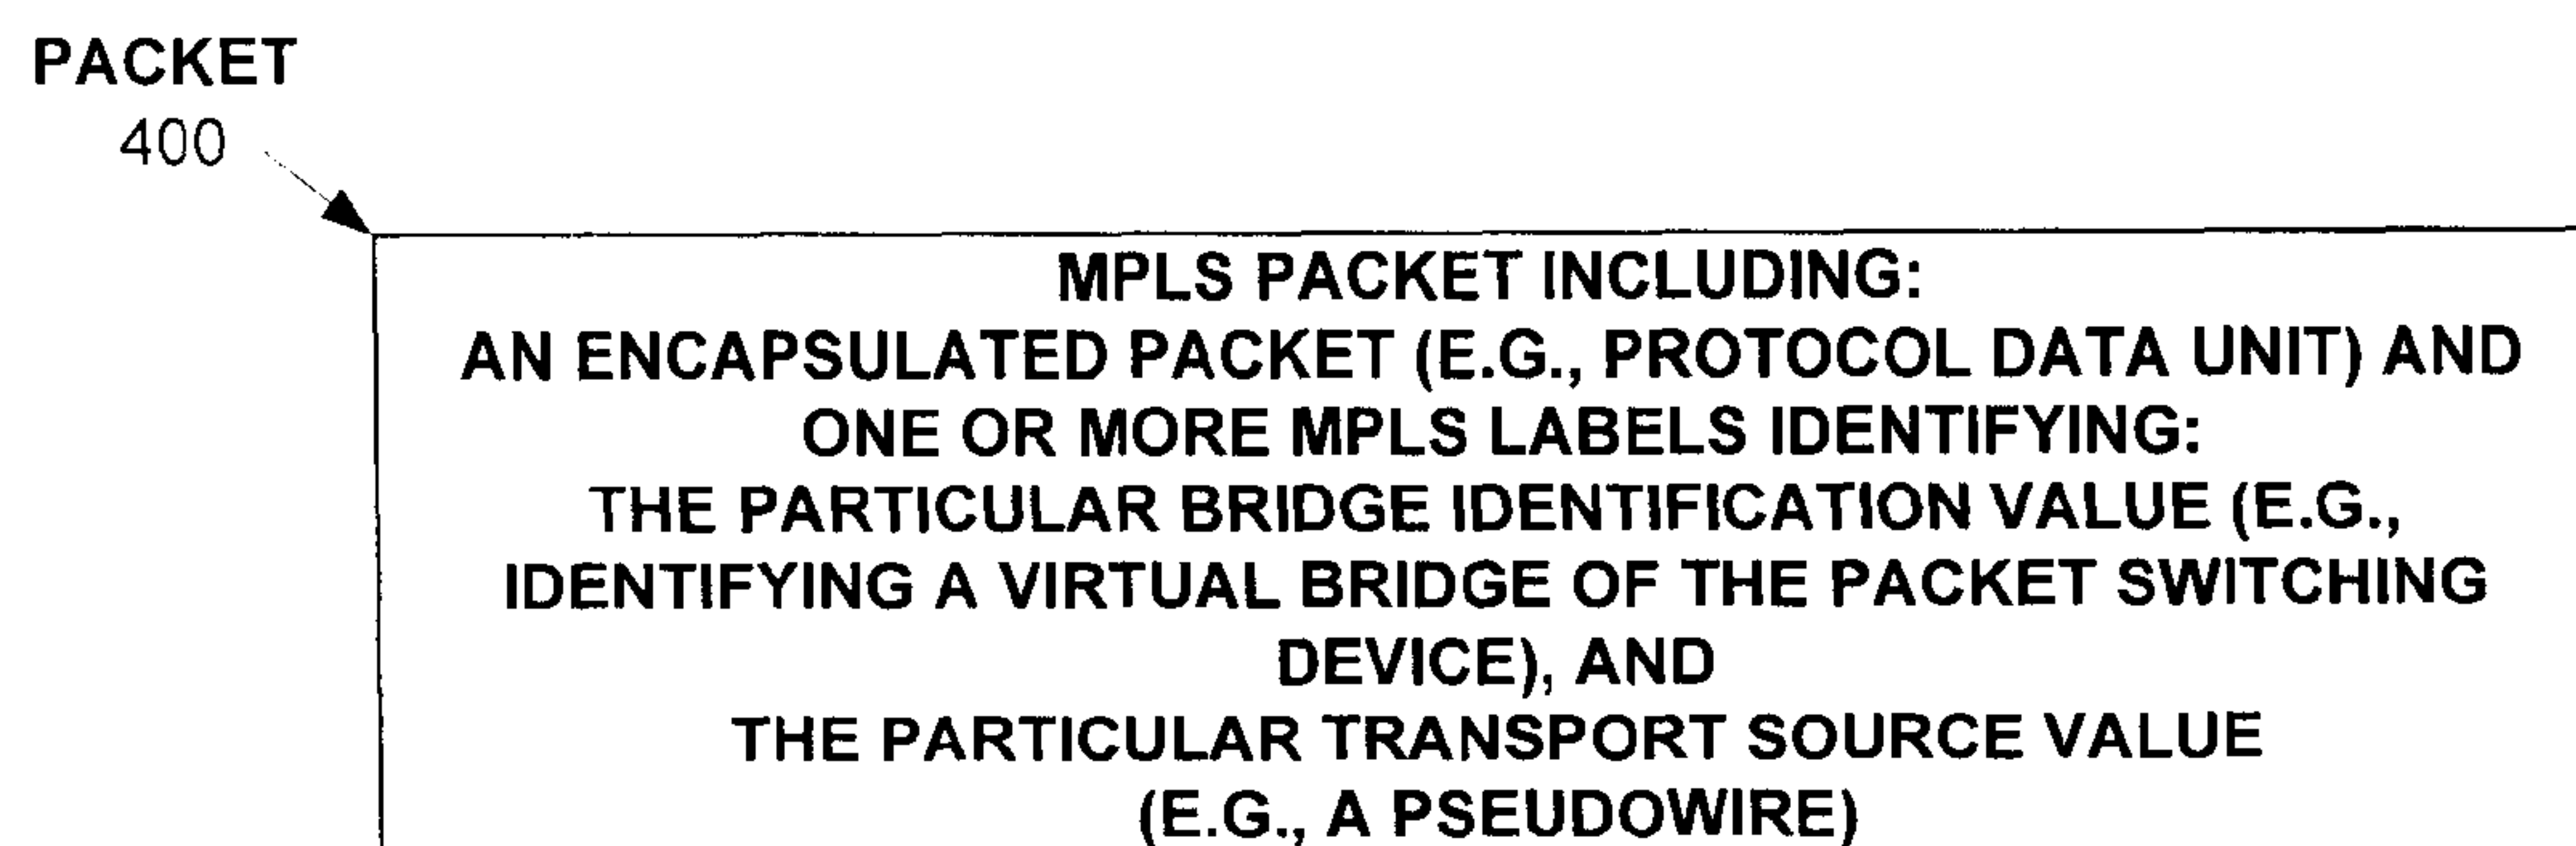 PACKET
400
MPLS PACKET INCLUDING:
AN ENCAPSULATED PACKET (E.G., PROTOCOL DATA UNIT) AND
ONE OR MORE MPLS LABELS IDENTIFYING:
THE PARTICULAR BRIDGE IDENTIFICATION VALUE (E.G.,
IDENTIFYING A VIRTUAL BRIDGE OF THE PACKET SWITCHING
DEVICE), AND
THE PARTICULAR TRANSPORT SOURCE VALUE
(E.G., A PSEUDOWIRE)